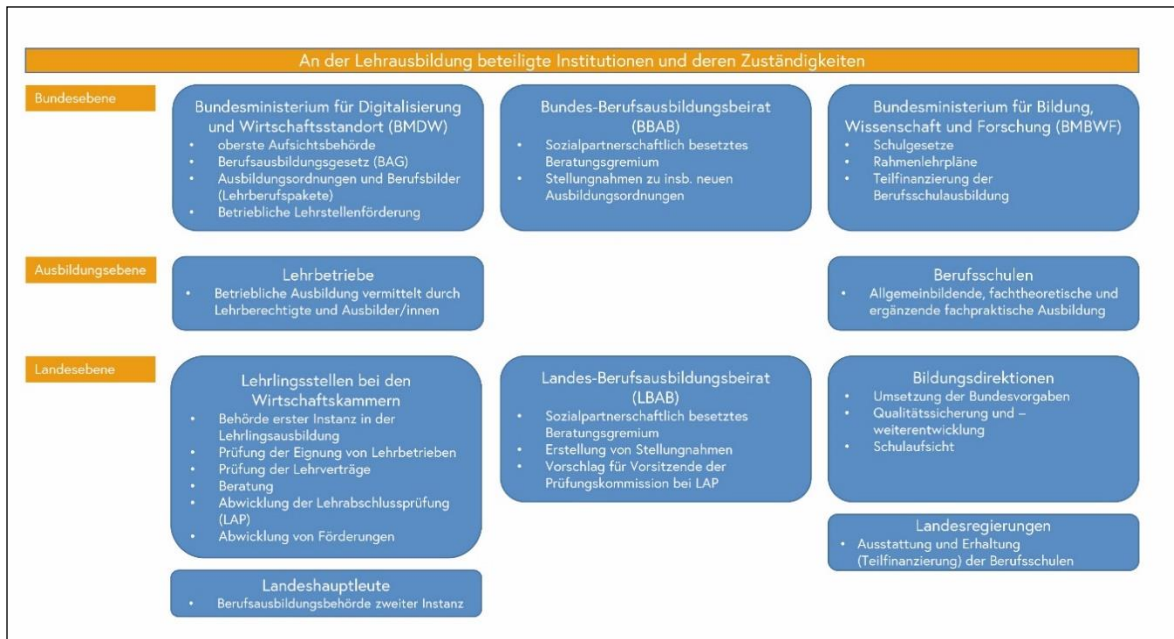 An der Lehrausbildung beteiligte Institutionen und deren Zuständigkeiten
Bundesebene
Bundesministerium für Digitalisierung
und Wirtschaftsstandort (BMDW)
• oberste Aufsichtsbehörde
• Berufsausbildungsgesetz (BAG)
• Ausbildungsordnungen und Berufsbilder
(Lehrberufspakete)
• Betriebliche Lehrstellenförderung
Bundes-Berufsausbildungsbeirat
(BBAB)
• Sozialpartnerschaftlich besetztes
Beratungsgremium
• Stellungnahmen zu insb. neuen
Ausbildungsordnungen
Bundesministerium für Bildung,
Wissenschaft und Forschung (BMBWF)
• Schulgesetze
• Rahmenlehrpläne
• Teilfinanzierung der
Berufsschulausbildung
Ausbildungsebene
Lehrbetriebe
• Betriebliche Ausbildung vermittelt durch
Lehrberechtigte und Ausbilder/innen
Berufsschulen
• Allgemeinbildende, fachtheoretische und
ergänzende fachpraktische Ausbildung
Landesebene
Lehrlingsstellen bei den
Wirtschaftskammern
• Behörde erster Instanz in der
Lehrlingsausbildung
• Prüfung der Eignung von Lehrbetrieben
• Prüfung der Lehrverträge
• Beratung
• Abwicklung der Lehrabschlussprüfung
(LAP)
• Abwicklung von Förderungen
Landes-Berufsausbildungsbeirat
(LBAB)
• Sozialpartnerschaftlich besetztes
Beratungsgremium
• Erstellung von Stellungnahmen
• Vorschlag für Vorsitzende der
Prüfungskommission bei LAP
Bildungsdirektionen
• Umsetzung der Bundesvorgaben
• Qualitätssicherung und –
weiterentwicklung
• Schulaufsicht
Landesregierungen
• Ausstattung und Erhaltung
(Teilfinanzierung) der Berufsschulen
Landeshauptleute
• Berufsausbildungsbehörde zweiter Instanz